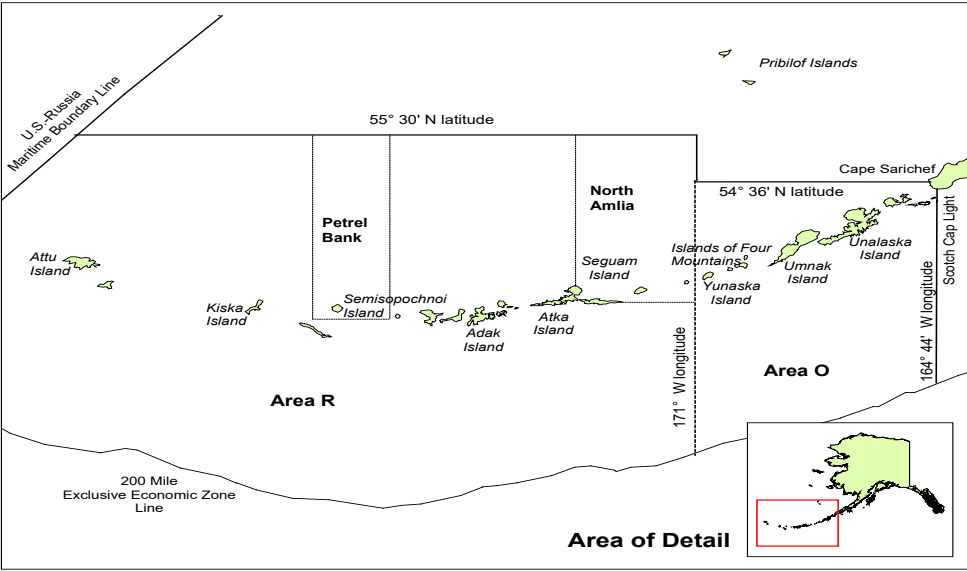 Pribilof Islands
U.S.-Russia
Maritime Boundary Line
55° 30' N latitude
Cape Sarichef
54° 36' N latitude
North
Amlia
Petrel
Bank
Scotch Cap Light
164° 44' W longitude
Attu
Island
Seguam
Island
Islands of Four
Mountains
Unalaska
Island
Umnak
Island
Yunaska
Island
Kiska
Island
Semisopochnoi
Island
Adak
Island
Atka
Island
171° W longitude
Area R
Area O
200 Mile
Exclusive Economic Zone
Line
Area of Detail